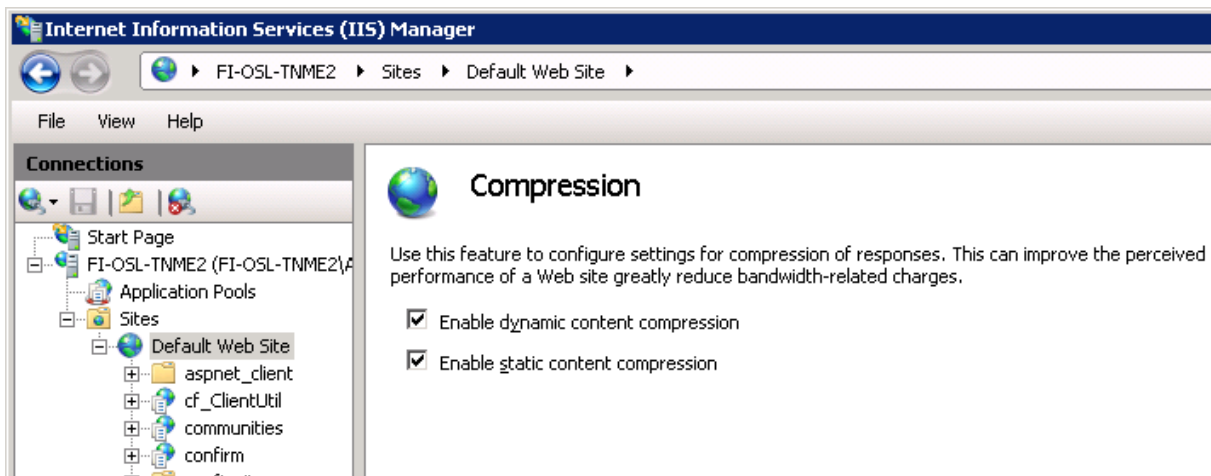 Internet Information Services (IIS) Manager
FI-OSL-TNME2 Sites Default Web Site
File View Help
Connections
Start Page
FI-OSL-TNME2 (FI-OSL-TNME2\A
Application Pools
Sites
Default Web Site
aspnet_client
cf_ClientUtil
communities
confirm
Compression
Use this feature to configure settings for compression of responses. This can improve the perceived
performance of a Web site greatly reduce bandwidth-related charges.
Enable dynamic content compression
Enable static content compression